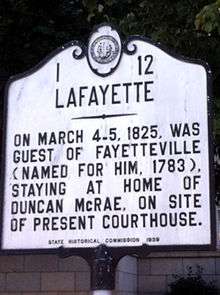 I 12
LAFAYETTE
ON MARCH 4-5, 1825, WAS
GUEST OF FAYETTEVILLE
(NAMED FOR HIM, 1783),
STAYING AT HOME OF
DUNCAN McRAE, ON SITE
OF PRESENT COURTHOUSE.
STATE HISTORICAL COMMISSION 1939